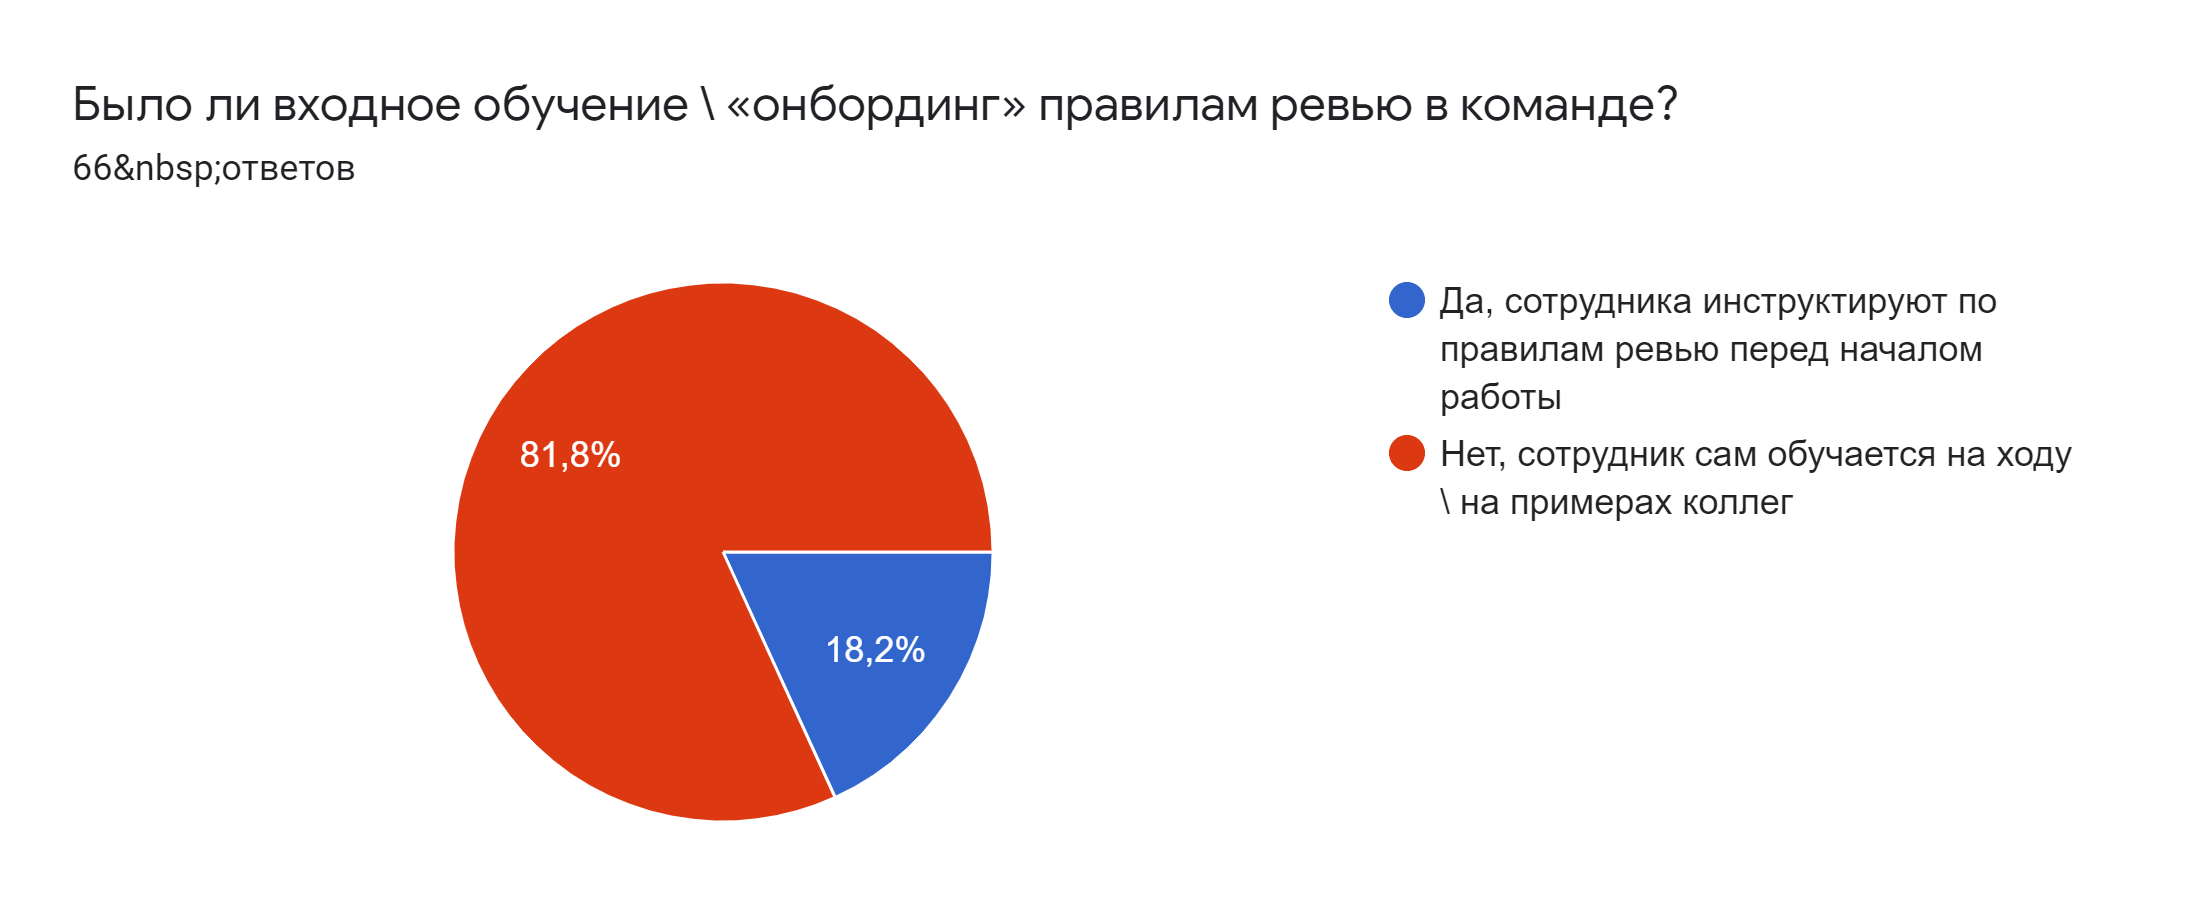 Было ли входное обучение \ «онбординг» правилам ревью в команде?
66&nbsp;ответов
81,8%
18,2%
Да, сотрудника инструктируют по
правилам ревью перед началом
работы
Нет, сотрудник сам обучается на ходу
\ на примерах коллег